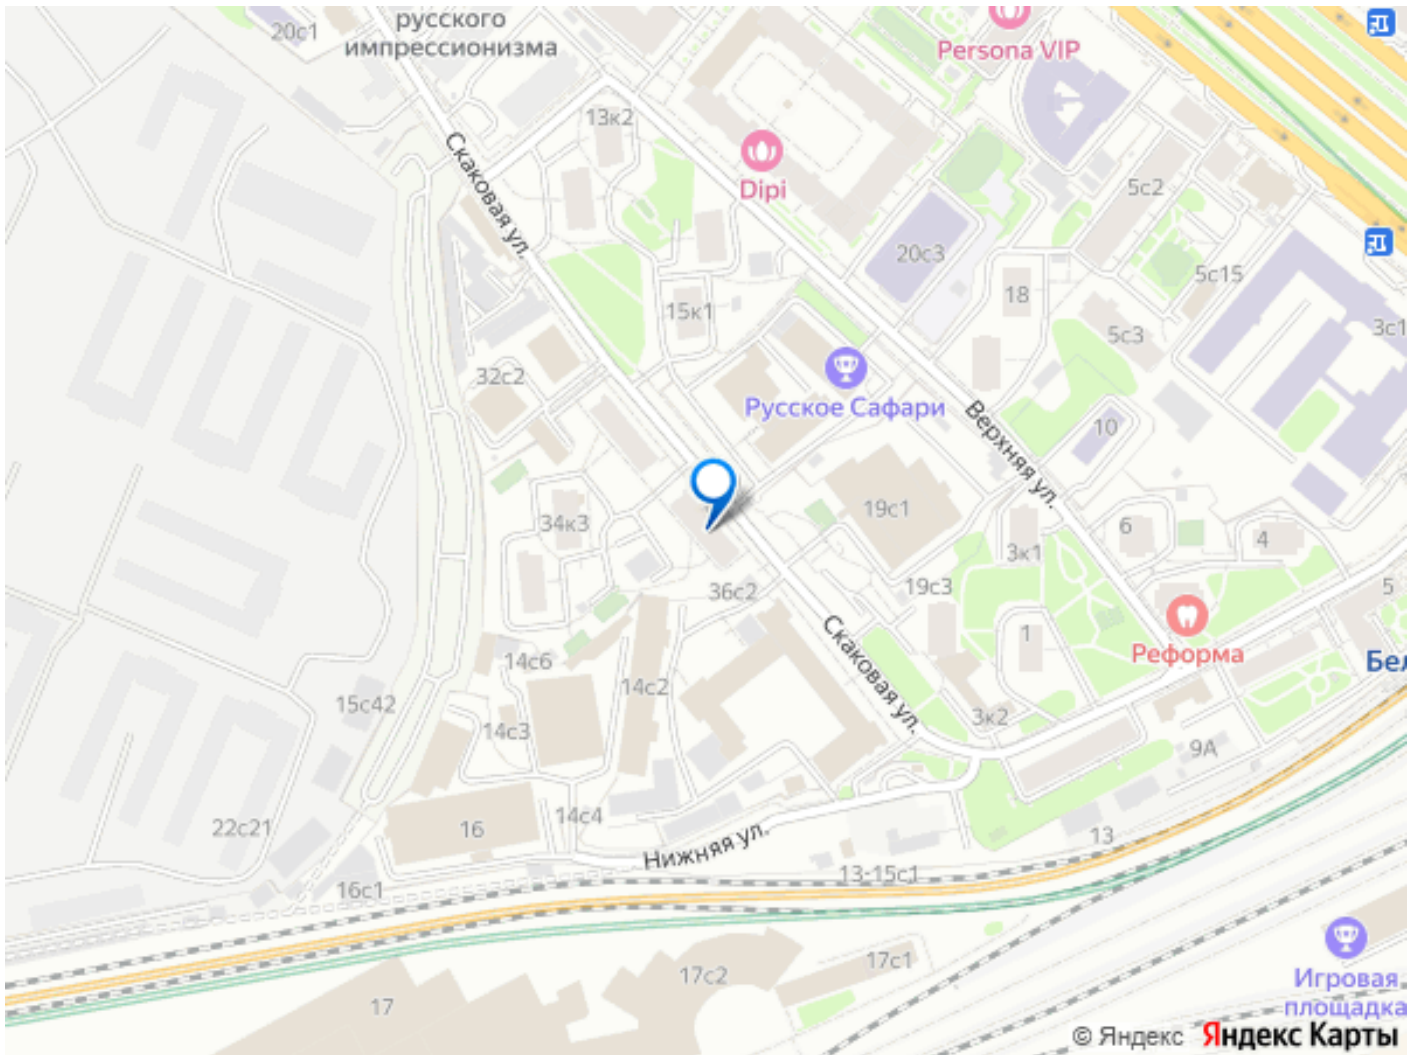 20с1
русского
импрессионизма
Persona VIP
13к2
Скаковая ул.
Dipi
5с2
20с3
18
5с15
15к1
5с3
3с1
32с2
Русское Сафари
Верхняя ул.
10
34к3
19с1
6
4
3к1
36с2
19с3
5
1
Скаковая ул.
Реформа
Бел
14с6
14с2
15с42
14с3
3к2
9А
22с21
16
14с4
Нижняя ул.
13
16с1
13-15с1
17с2
17с1
17
Игровая
площадка
© Яндекс Яндекс Карты